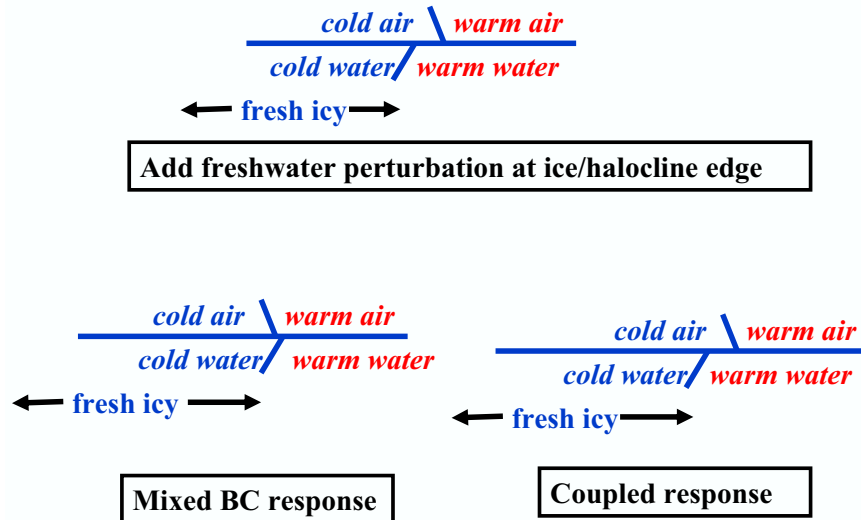 cold air warm air
cold water warm water
fresh icy
Add freshwater perturbation at ice/halocline edge
cold air warm air
cold water warm water
fresh icy
Mixed BC response
cold air warm air
cold water warm water
fresh icy
Coupled response